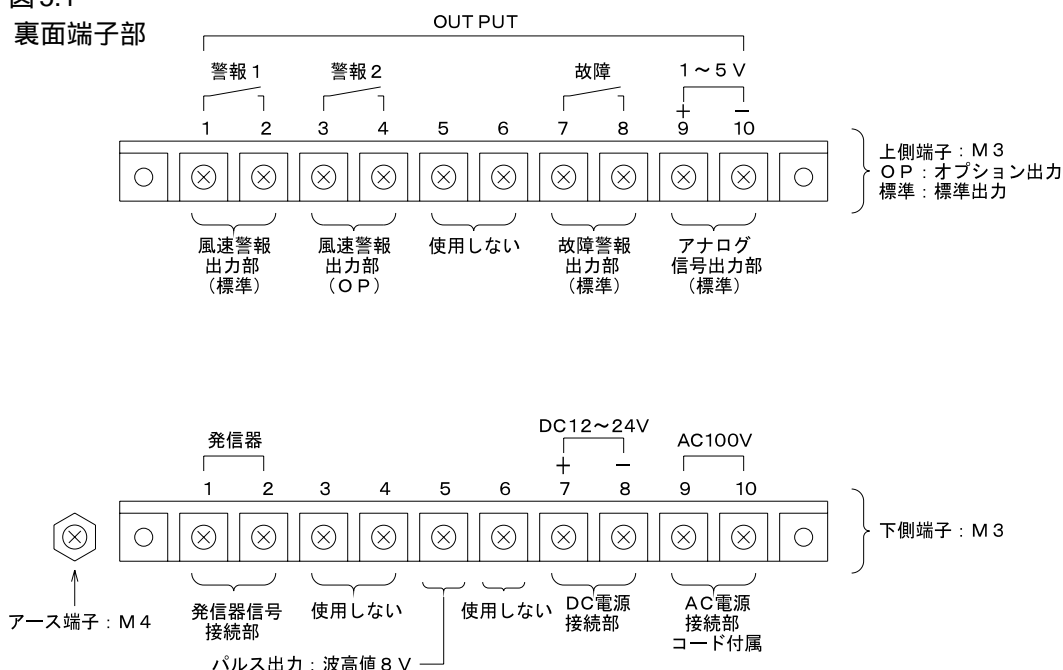 図3.1
裏面端子部
OUT PUT
警報1
警報2
故障
1～5V
+ −
1 2 3 4 5 6 7 8 9 10
上側端子：M3
OP：オプション出力
標準：標準出力
風速警報
出力部
（標準）
風速警報
出力部
（OP）
使用しない
故障警報
出力部
（標準）
アナログ
信号出力部
（標準）
発信器
DC12～24V
AC100V
+ −
1 2 3 4 5 6 7 8 9 10
下側端子：M3
アース端子：M4
発信器信号
接続部
使用しない
パルス出力：波高値8V
使用しない
DC電源
接続部
AC電源
接続部
コード付属